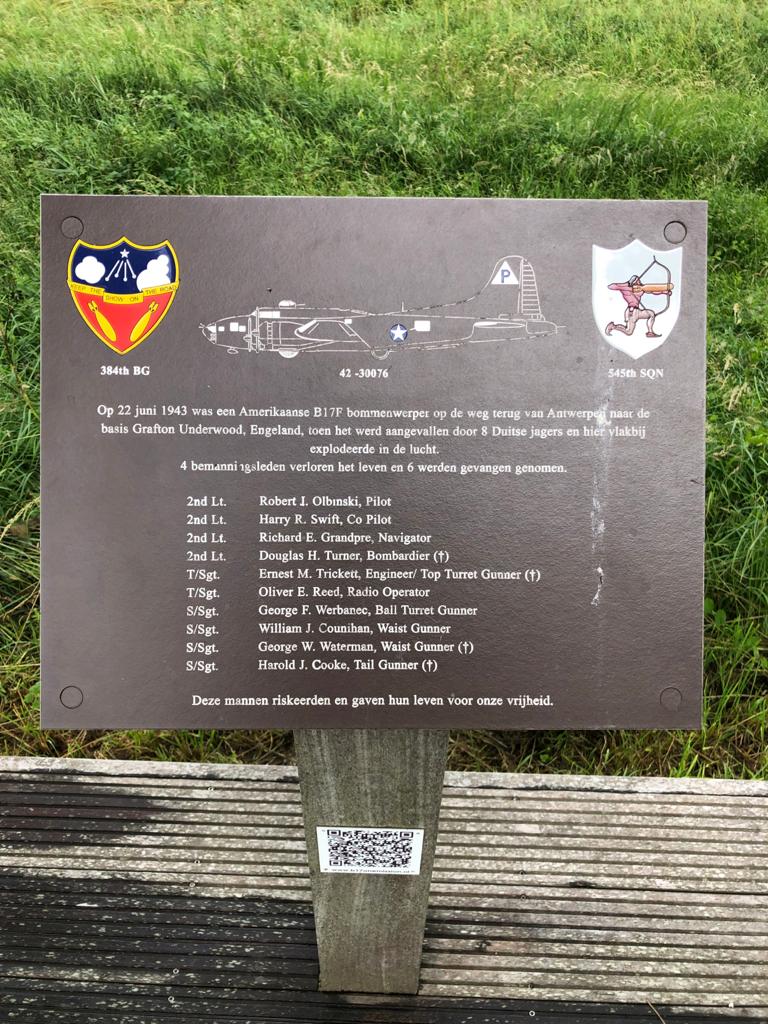 KEEP THE SHOW ON THE ROAD
P
384th BG
42 -30076
545th SQN
Op 22 juni 1943 was een Amerikaanse B17F bommenwerper op de weg terug van Antwerpen naar de
basis Grafton Underwood, Engeland, toen het werd aangevallen door 8 Duitse jagers en hier vlakbij
explodeerde in de lucht.
4 bemanningsleden verloren het leven en 6 werden gevangen genomen.
2nd Lt. Robert J. Olbinski, Pilot
2nd Lt. Harry R. Swift, Co Pilot
2nd Lt. Richard E. Grandpre, Navigator
2nd Lt. Douglas H. Turner, Bombardier (†)
T/Sgt. Ernest M. Trickett, Engineer/ Top Turret Gunner (†)
T/Sgt. Oliver E. Reed, Radio Operator
S/Sgt. George F. Werbanec, Ball Turret Gunner
S/Sgt. William J. Counihan, Waist Gunner
S/Sgt. George W. Waterman, Waist Gunner (†)
S/Sgt. Harold J. Cooke, Tail Gunner (†)
Deze mannen riskeerden en gaven hun leven voor onze vrijheid.